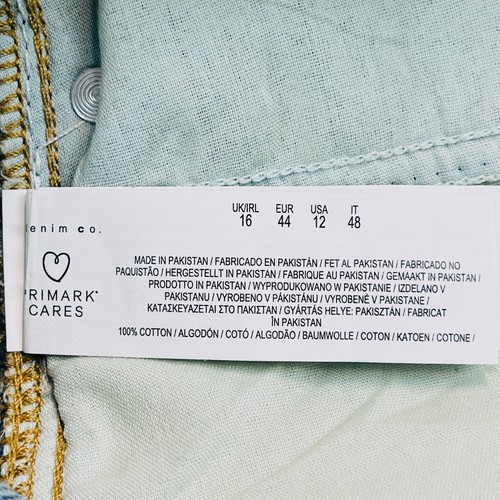 denim co.
PRIMARK
CARES
UK/IRL EUR USA IT
16 44 12 48
MADE IN PAKISTAN / FABRICADO EN PAKISTÁN / FET AL PAKISTAN / FABRICADO NO
PAQUISTÃO / HERGESTELLT IN PAKISTAN / FABRIQUE AU PAKISTAN / GEMAAKT IN PAKISTAN /
PRODOTTO IN PAKISTAN / WYPRODUKOWANO W PAKISTANIE / IZDELANO V
PAKISTANU / VYROBENO V PÁKISTÁNU / VYROBENÉ V PAKISTANE /
ΚΑΤΑΣΚΕΥΑΖΕΤΑΙ ΣΤΟ ΠΑΚΙΣΤΑΝ / GYÁRTÁS HELYE: PAKISZTÁN / FABRICAT
ÎN PAKISTAN
100% COTTON / ALGODÓN / COTÓ / ALGODÃO / BAUMWOLLE / COTON / KATOEN / COTONE /